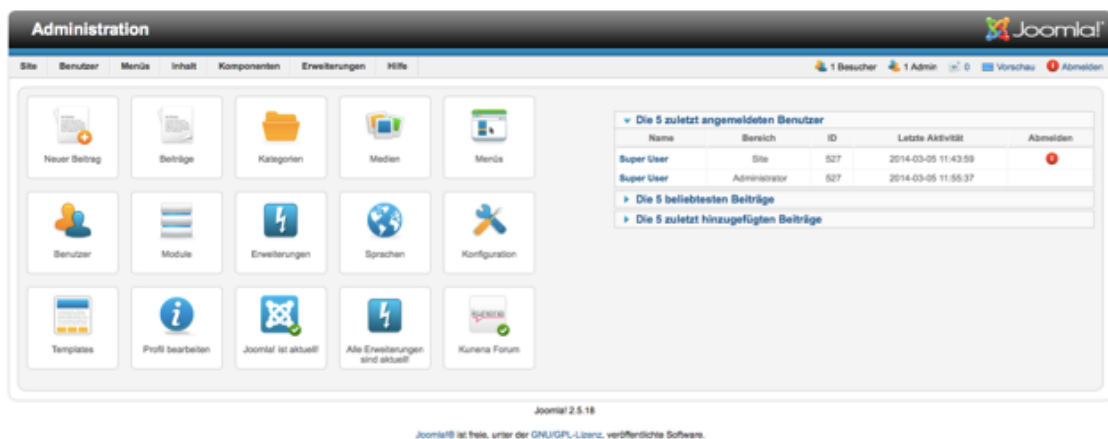 Administration
Joomla!
Site Benutzer Menüs Inhalt Komponenten Erweiterungen Hilfe
1 Besucher 1 Admin 0 Vorschau Abmelden
Neuer Beitrag Beiträge Kategorien Medien Menüs
Benutzer Module Erweiterungen Sprachen Konfiguration
Templates Profil bearbeiten Joomla! ist aktuell! Alle Erweiterungen Kunena Forum
sind aktuell!
Die 5 zuletzt angemeldeten Benutzer
Name Bereich ID Letzte Aktivität Abmelden
Super User Site 527 2014-03-05 11:43:59
Super User Administrator 527 2014-03-05 11:55:37
Die 5 beliebtesten Beiträge
Die 5 zuletzt hinzugefügten Beiträge
Joomla! 2.5.18
Joomla!® ist freie, unter der GNU/GPL-Lizenz, veröffentlichte Software.